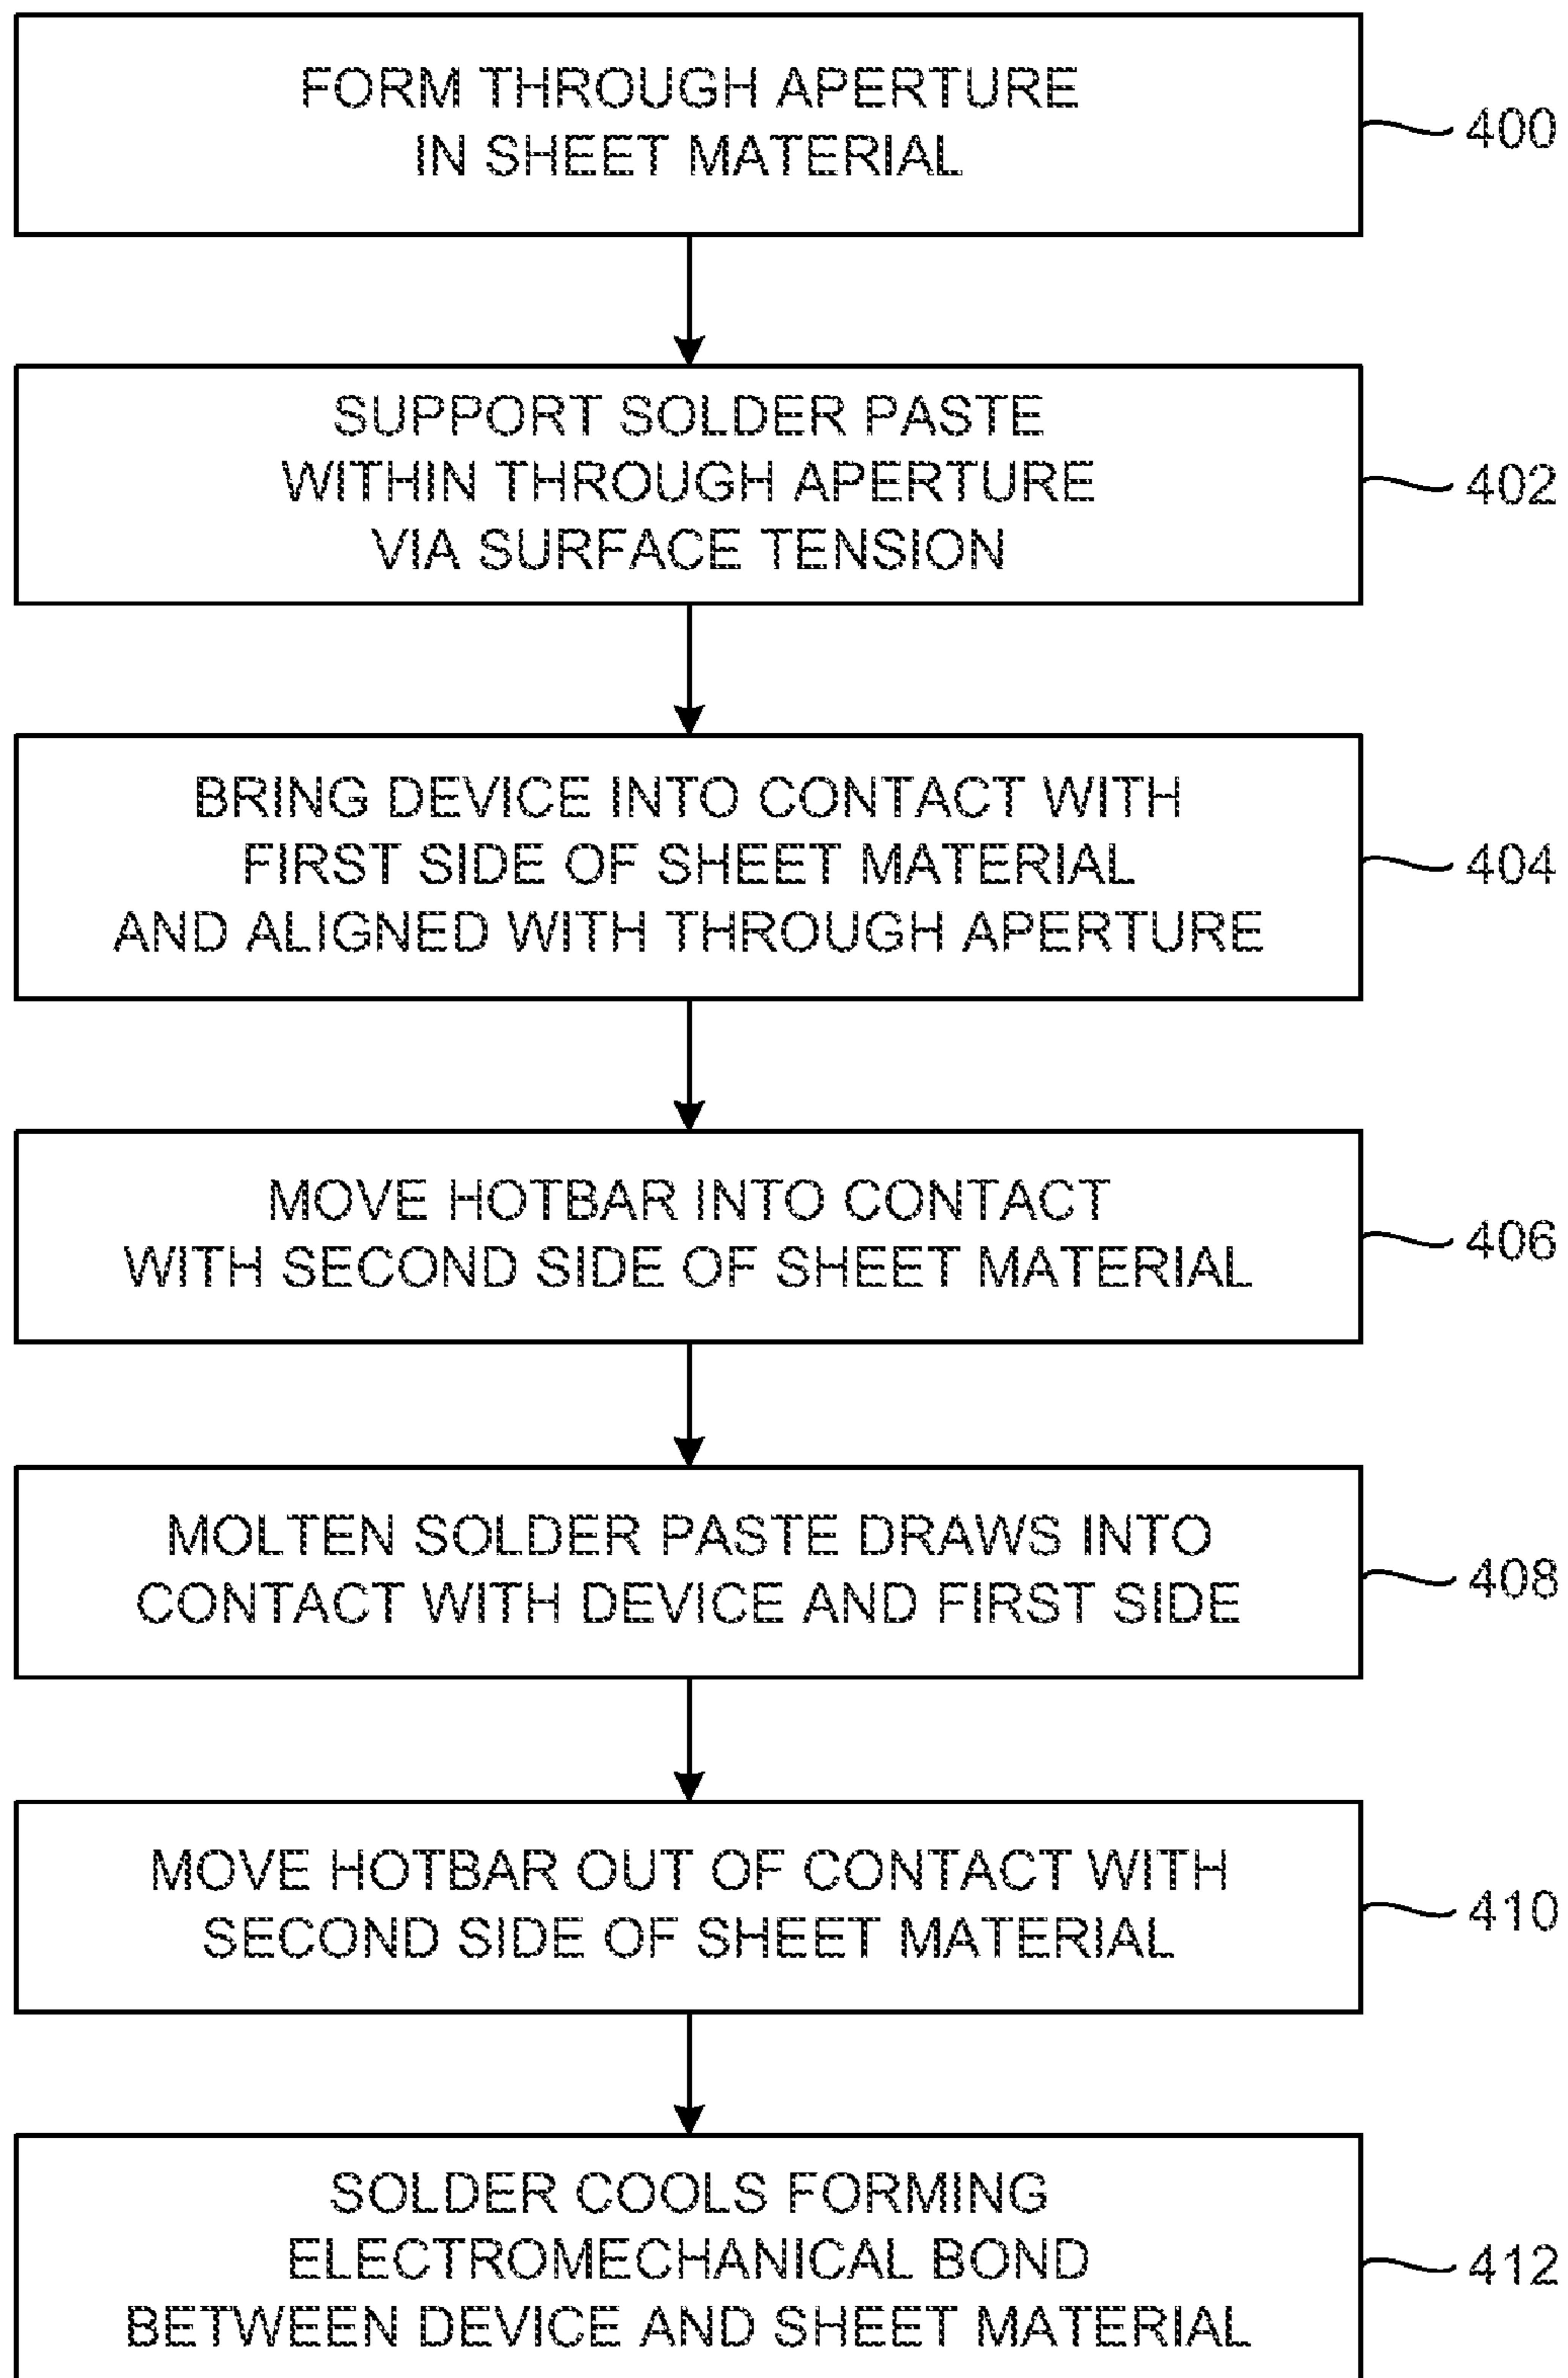 FORM THROUGH APERTURE
IN SHEET MATERIAL
400
SUPPORT SOLDER PASTE
WITHIN THROUGH APERTURE
VIA SURFACE TENSION
402
BRING DEVICE INTO CONTACT WITH
FIRST SIDE OF SHEET MATERIAL
AND ALIGNED WITH THROUGH APERTURE
404
MOVE HOTBAR INTO CONTACT
WITH SECOND SIDE OF SHEET MATERIAL
406
MOLTEN SOLDER PASTE DRAWS INTO
CONTACT WITH DEVICE AND FIRST SIDE
408
MOVE HOTBAR OUT OF CONTACT WITH
SECOND SIDE OF SHEET MATERIAL
410
SOLDER COOLS FORMING
ELECTROMECHANICAL BOND
BETWEEN DEVICE AND SHEET MATERIAL
412